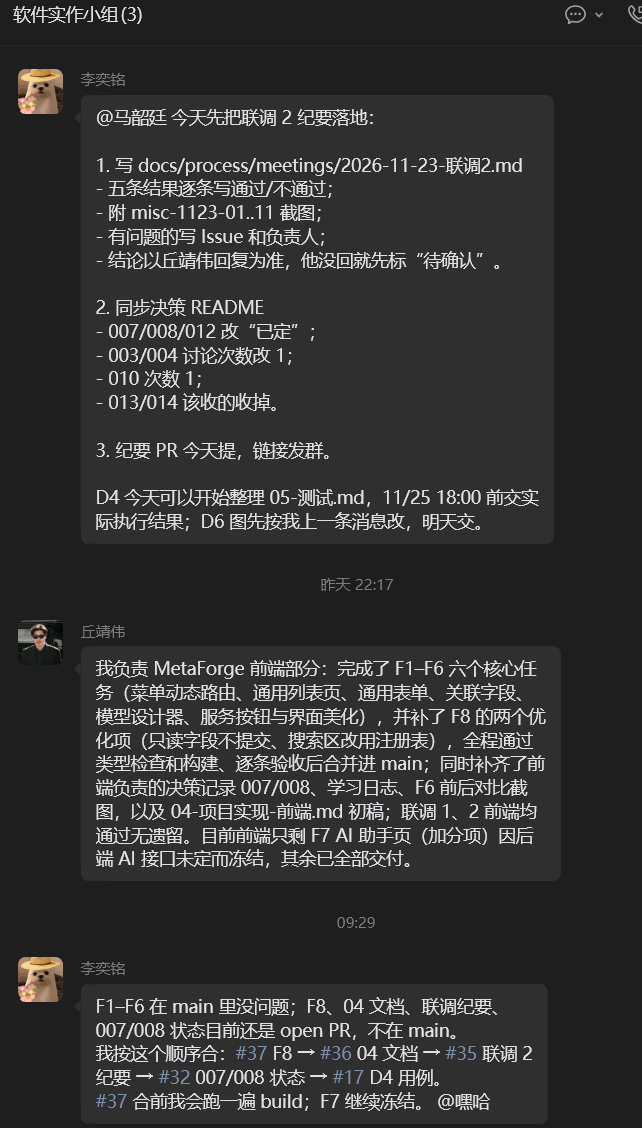 软件实作小组(3)
李奕铭
@马韶廷 今天先把联调 2 纪要落地：
1. 写 docs/process/meetings/2026-11-23-联调2.md
- 五条结果逐条写通过/不通过；
- 附 misc-1123-01..11 截图；
- 有问题的写 Issue 和负责人；
- 结论以丘靖伟回复为准，他没回就先标“待确认”。
2. 同步决策 README
- 007/008/012 改“已定”；
- 003/004 讨论次数改 1；
- 010 次数 1；
- 013/014 该收的收掉。
3. 纪要 PR 今天提，链接发群。
D4 今天可以开始整理 05-测试.md，11/25 18:00 前交实
际执行结果；D6 图先按我上一条消息改，明天交。
昨天 22:17
丘靖伟
我负责 MetaForge 前端部分：完成了 F1–F6 六个核心任
务（菜单动态路由、通用列表页、通用表单、关联字段、
模型设计器、服务按钮与界面美化），并补了 F8 的两个优
化项（只读字段不提交、搜索区改用注册表），全程通过
类型检查和构建、逐条验收后合并进 main；同时补齐了前
端负责的决策记录 007/008、学习日志、F6 前后对比截
图，以及 04-项目实现-前端.md 初稿；联调 1、2 前端均
通过无遗留。目前前端只剩 F7 AI 助手页（加分项）因后
端 AI 接口未定而冻结，其余已全部交付。
09:29
李奕铭
F1–F6 在 main 里没问题；F8、04 文档、联调纪要、
007/008 状态目前还是 open PR，不在 main。
我按这个顺序合：#37 F8 → #36 04 文档 → #35 联调 2
纪要 → #32 007/008 状态 → #17 D4 用例。
#37 合前我会跑一遍 build；F7 继续冻结。 @嘿哈